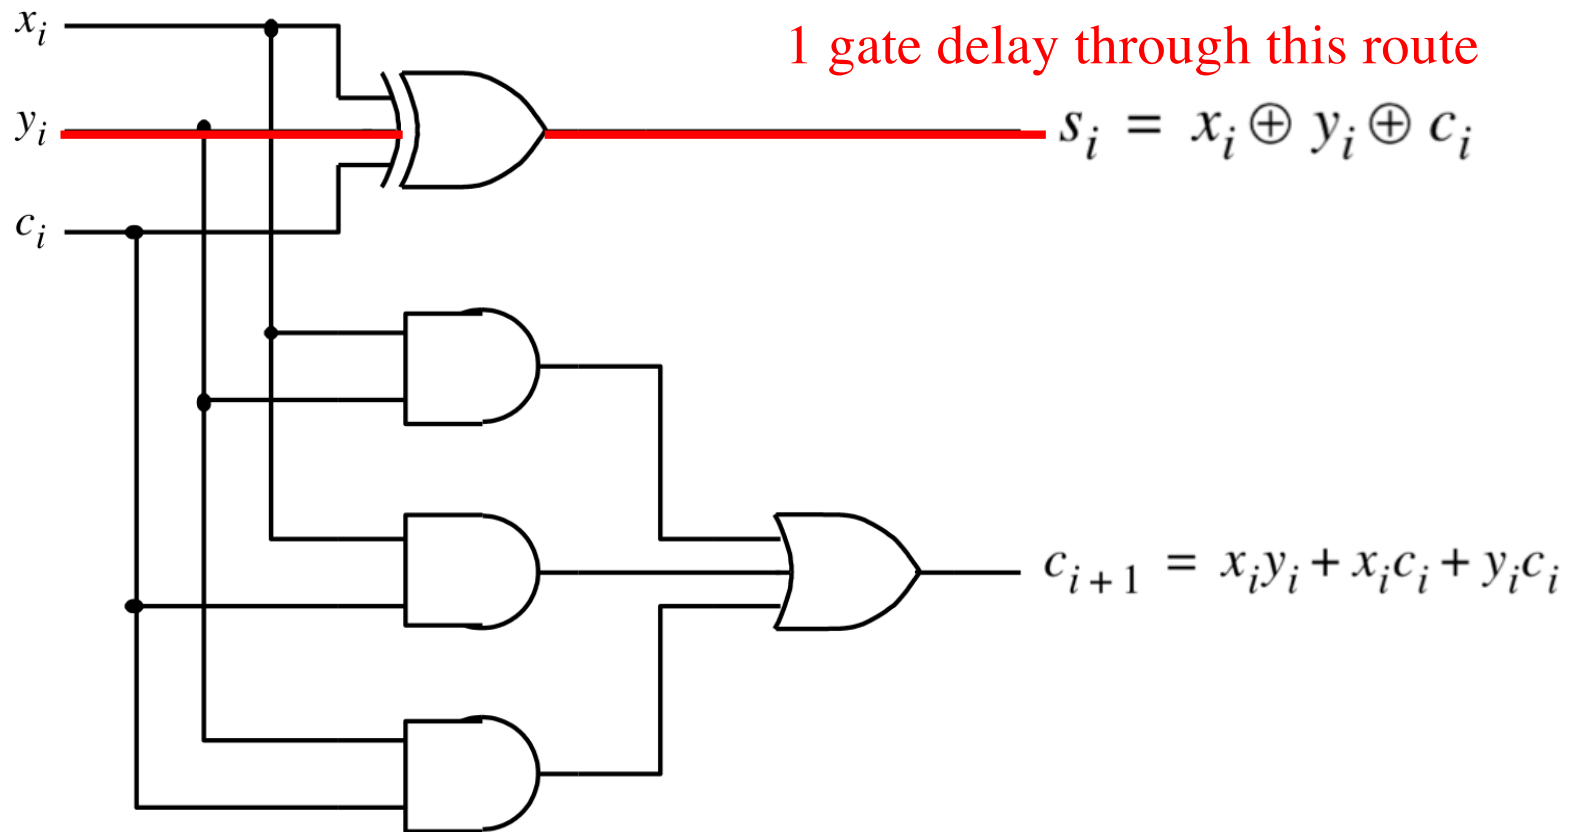 xᵢ
1 gate delay through this route
yᵢ
sᵢ = xᵢ ⊕ yᵢ ⊕ cᵢ
cᵢ
cᵢ₊₁ = xᵢyᵢ + xᵢcᵢ + yᵢcᵢ